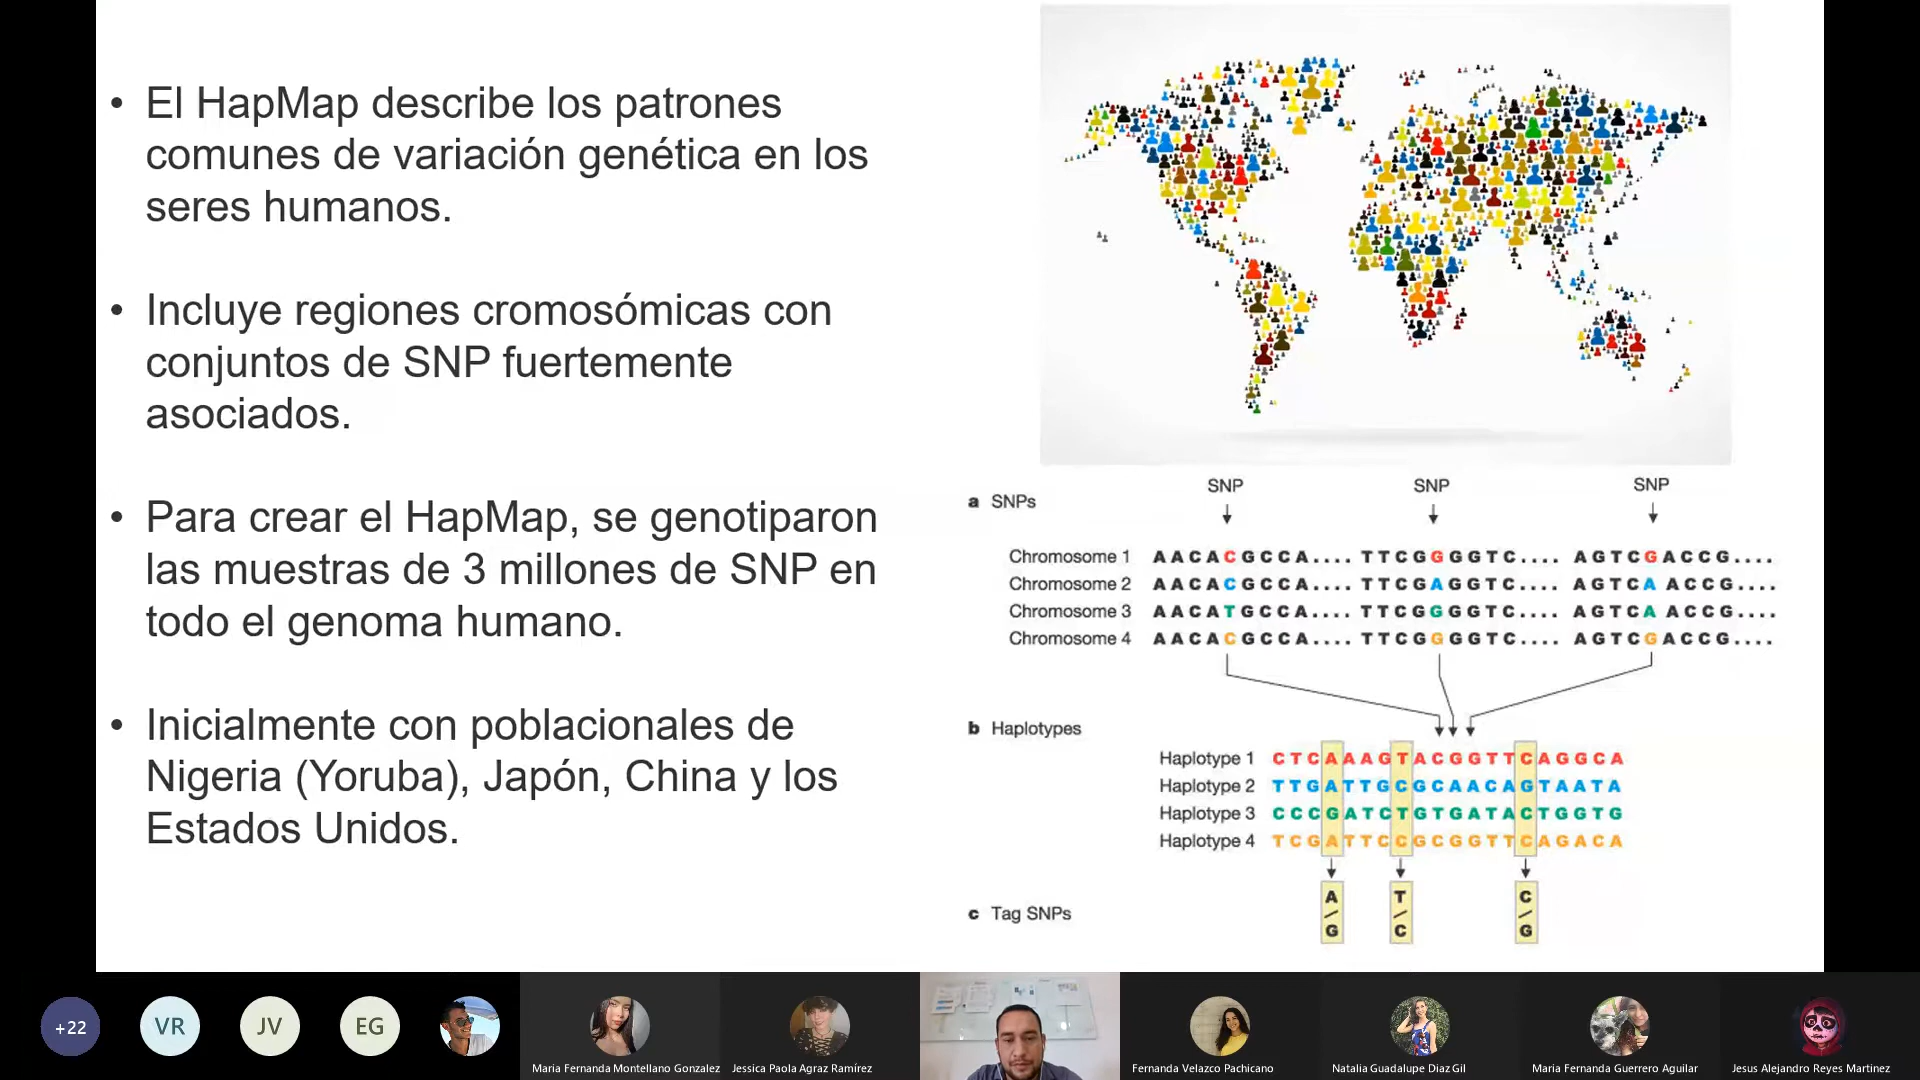 • El HapMap describe los patrones
comunes de variación genética en los
seres humanos.
• Incluye regiones cromosómicas con
conjuntos de SNP fuertemente
asociados.
• Para crear el HapMap, se genotiparon
las muestras de 3 millones de SNP en
todo el genoma humano.
• Inicialmente con poblacionales de
Nigeria (Yoruba), Japón, China y los
Estados Unidos.
a SNPs
SNP SNP SNP
Chromosome 1 AACACGCCA.... TTCGGGGTC.... AGTCGACCG....
Chromosome 2 AACACGCCA.... TTCGAGGTC.... AGTCAACCG....
Chromosome 3 AACATGCCA.... TTCGGGGTC.... AGTCAACCG....
Chromosome 4 AACACGCCA.... TTCGGGGTC.... AGTCGACCG....
b Haplotypes
Haplotype 1 CTCAAAGTACGGTTCAGGCA
Haplotype 2 TTGATTGCGCAACAGTAATA
Haplotype 3 CCCGATCTGTGATACTGGTG
Haplotype 4 TCGATTCCGCGGTTCAGACA
c Tag SNPs
A/G T/C C/G
+22 VR JV EG
Maria Fernanda Montellano Gonzalez
Jessica Paola Agraz Ramírez
Fernanda Velazco Pachicano
Natalia Guadalupe Diaz Gil
Maria Fernanda Guerrero Aguilar
Jesus Alejandro Reyes Martinez